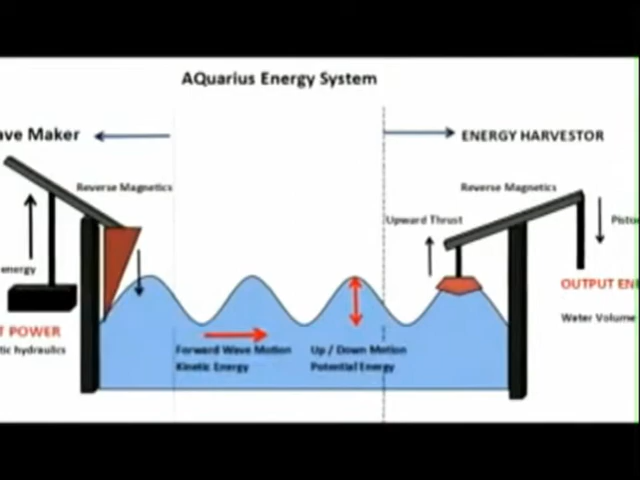 AQuarius Energy System
ave Maker
ENERGY HARVESTOR
Reverse Magnetics
Reverse Magnetics
Upward Thrust
Pistu
energy
OUTPUT EN
T POWER
Water Volume
tic hydraulics
Forward Wave Motion
Kinetic Energy
Up / Down Motion
Potential Energy